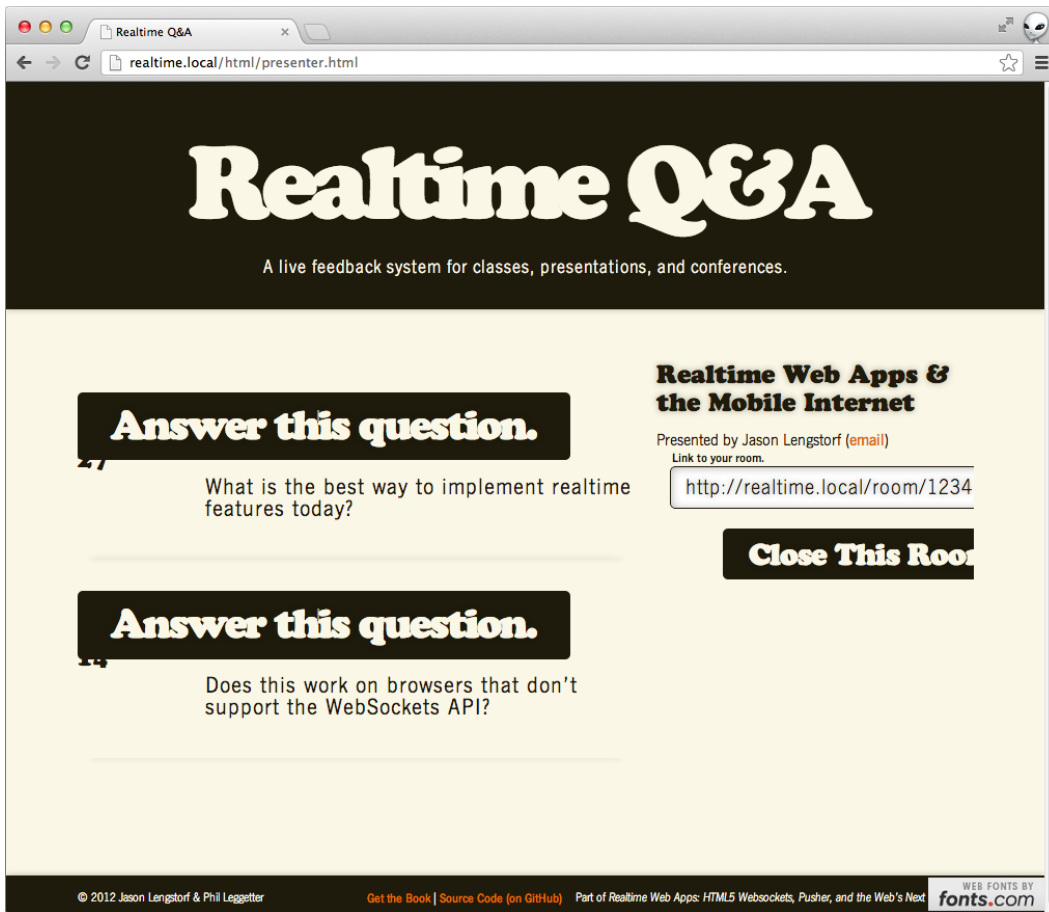 Realtime Q&A
realtime.local/html/presenter.html
Realtime Q&A
A live feedback system for classes, presentations, and conferences.
Answer this question.
27
What is the best way to implement realtime
features today?
Answer this question.
14
Does this work on browsers that don't
support the WebSockets API?
Realtime Web Apps &
the Mobile Internet
Presented by Jason Lengstorf (email)
Link to your room.
http://realtime.local/room/1234
Close This Room
© 2012 Jason Lengstorf & Phil Leggetter
Get the Book | Source Code (on GitHub)
Part of Realtime Web Apps: HTML5 Websockets, Pusher, and the Web's Next
WEB FONTS BY
fonts.com